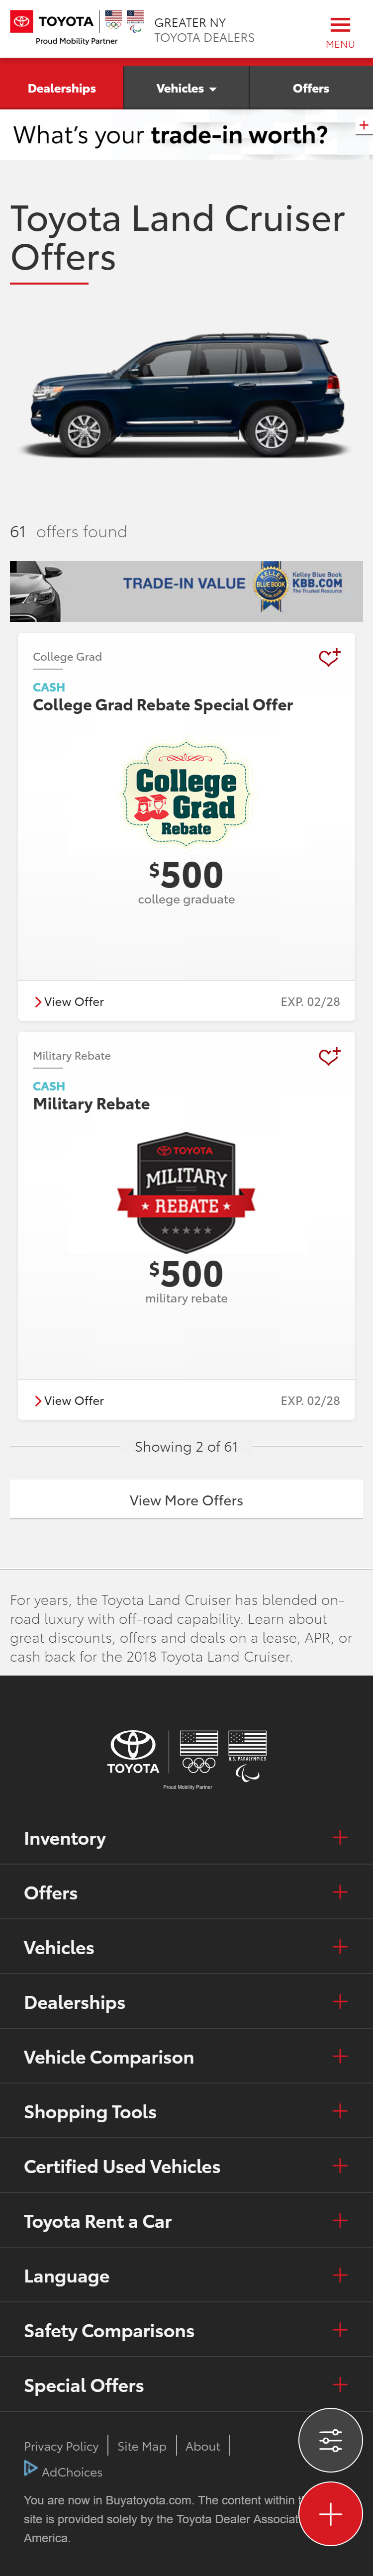 TOYOTA
Proud Mobility Partner
GREATER NY
TOYOTA DEALERS
MENU
Dealerships
Vehicles
Offers
What's your trade-in worth?
Toyota Land Cruiser
Offers
61 offers found
TRADE-IN VALUE
KELLEY
BLUE BOOK
Kelley Blue Book
KBB.COM
The Trusted Resource
College Grad
CASH
College Grad Rebate Special Offer
College
Grad
Rebate
$500
college graduate
View Offer
EXP. 02/28
Military Rebate
CASH
Military Rebate
TOYOTA
MILITARY
REBATE
$500
military rebate
View Offer
EXP. 02/28
Showing 2 of 61
View More Offers
For years, the Toyota Land Cruiser has blended on-
road luxury with off-road capability. Learn about
great discounts, offers and deals on a lease, APR, or
cash back for the 2018 Toyota Land Cruiser.
TOYOTA
U.S. PARALYMPICS
Proud Mobility Partner
Inventory
Offers
Vehicles
Dealerships
Vehicle Comparison
Shopping Tools
Certified Used Vehicles
Toyota Rent a Car
Language
Safety Comparisons
Special Offers
Privacy Policy
Site Map
About
AdChoices
You are now in Buyatoyota.com. The content within
site is provided solely by the Toyota Dealer Associat
America.